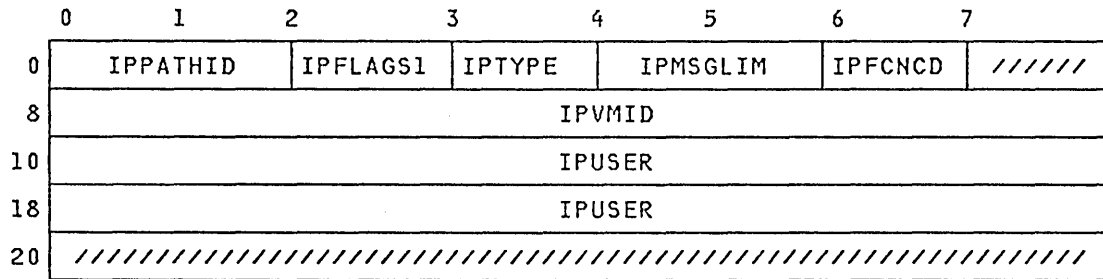 0 1 2 3 4 5 6 7
0 IPPATHID IPFLAGS1 IPTYPE IPMSGLIM IPFCNCD //////
8 IPVMID
10 IPUSER
18 IPUSER
20 ////////////////////////////////////////////////////////////////